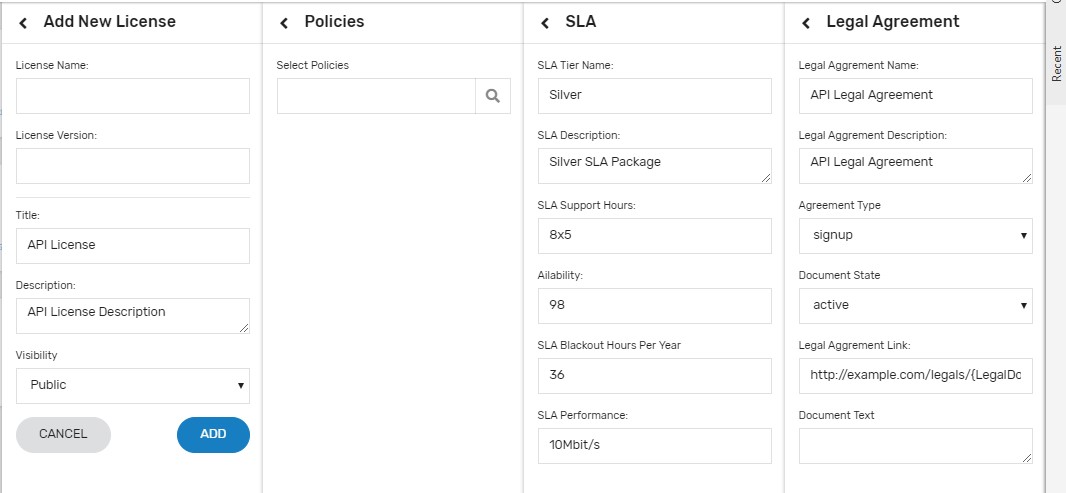 Add New License
License Name:
License Version:
Title:
API License
Description:
API License Description
Visibility
Public
CANCEL
ADD
Policies
Select Policies
SLA
SLA Tier Name:
Silver
SLA Description:
Silver SLA Package
SLA Support Hours:
8x5
Ailability:
98
SLA Blackout Hours Per Year
36
SLA Performance:
10Mbit/s
Legal Agreement
Legal Aggrement Name:
API Legal Agreement
Legal Aggrement Description:
API Legal Agreement
Agreement Type
signup
Document State
active
Legal Aggrement Link:
http://example.com/legals/{LegalDc
Document Text
Recent